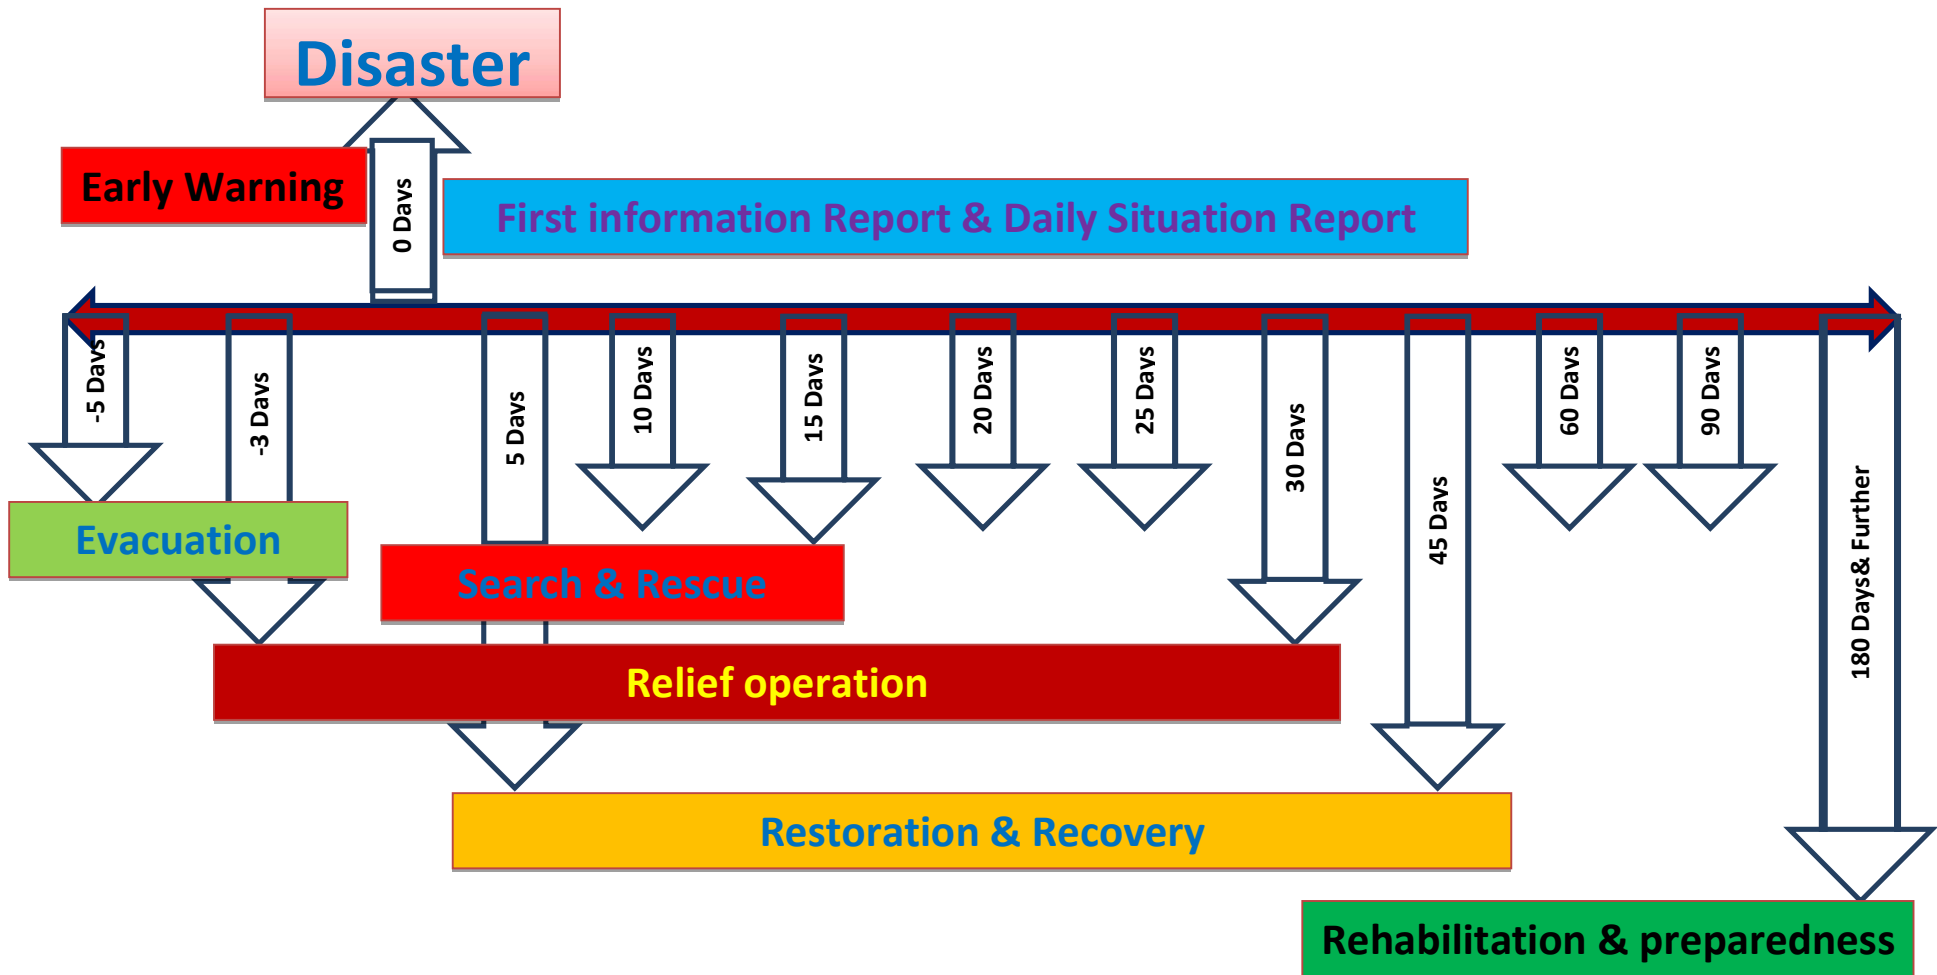 Disaster
Early Warning
0 Days
First information Report & Daily Situation Report
-5 Days
-3 Days
5 Days
10 Days
15 Days
20 Days
25 Days
30 Days
45 Days
60 Days
90 Days
180 Days& Further
Evacuation
Search & Rescue
Relief operation
Restoration & Recovery
Rehabilitation & preparedness